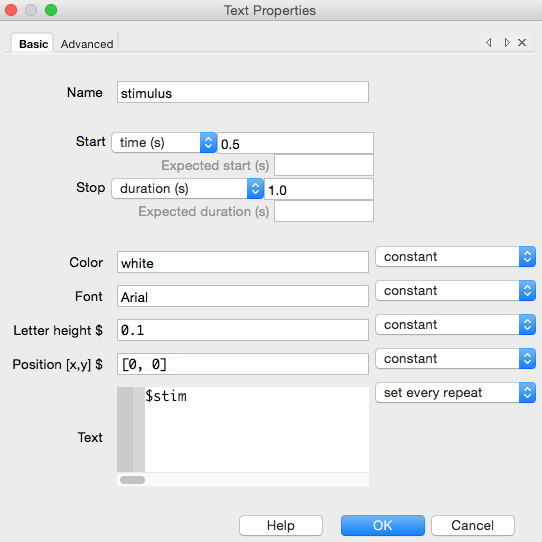 Text Properties
Basic Advanced
Name stimulus
Start time (s) 0.5
Expected start (s)
Stop duration (s) 1.0
Expected duration (s)
Color white constant
Font Arial constant
Letter height $ 0.1 constant
Position [x,y] $ [0, 0] constant
Text $stim set every repeat
Help OK Cancel